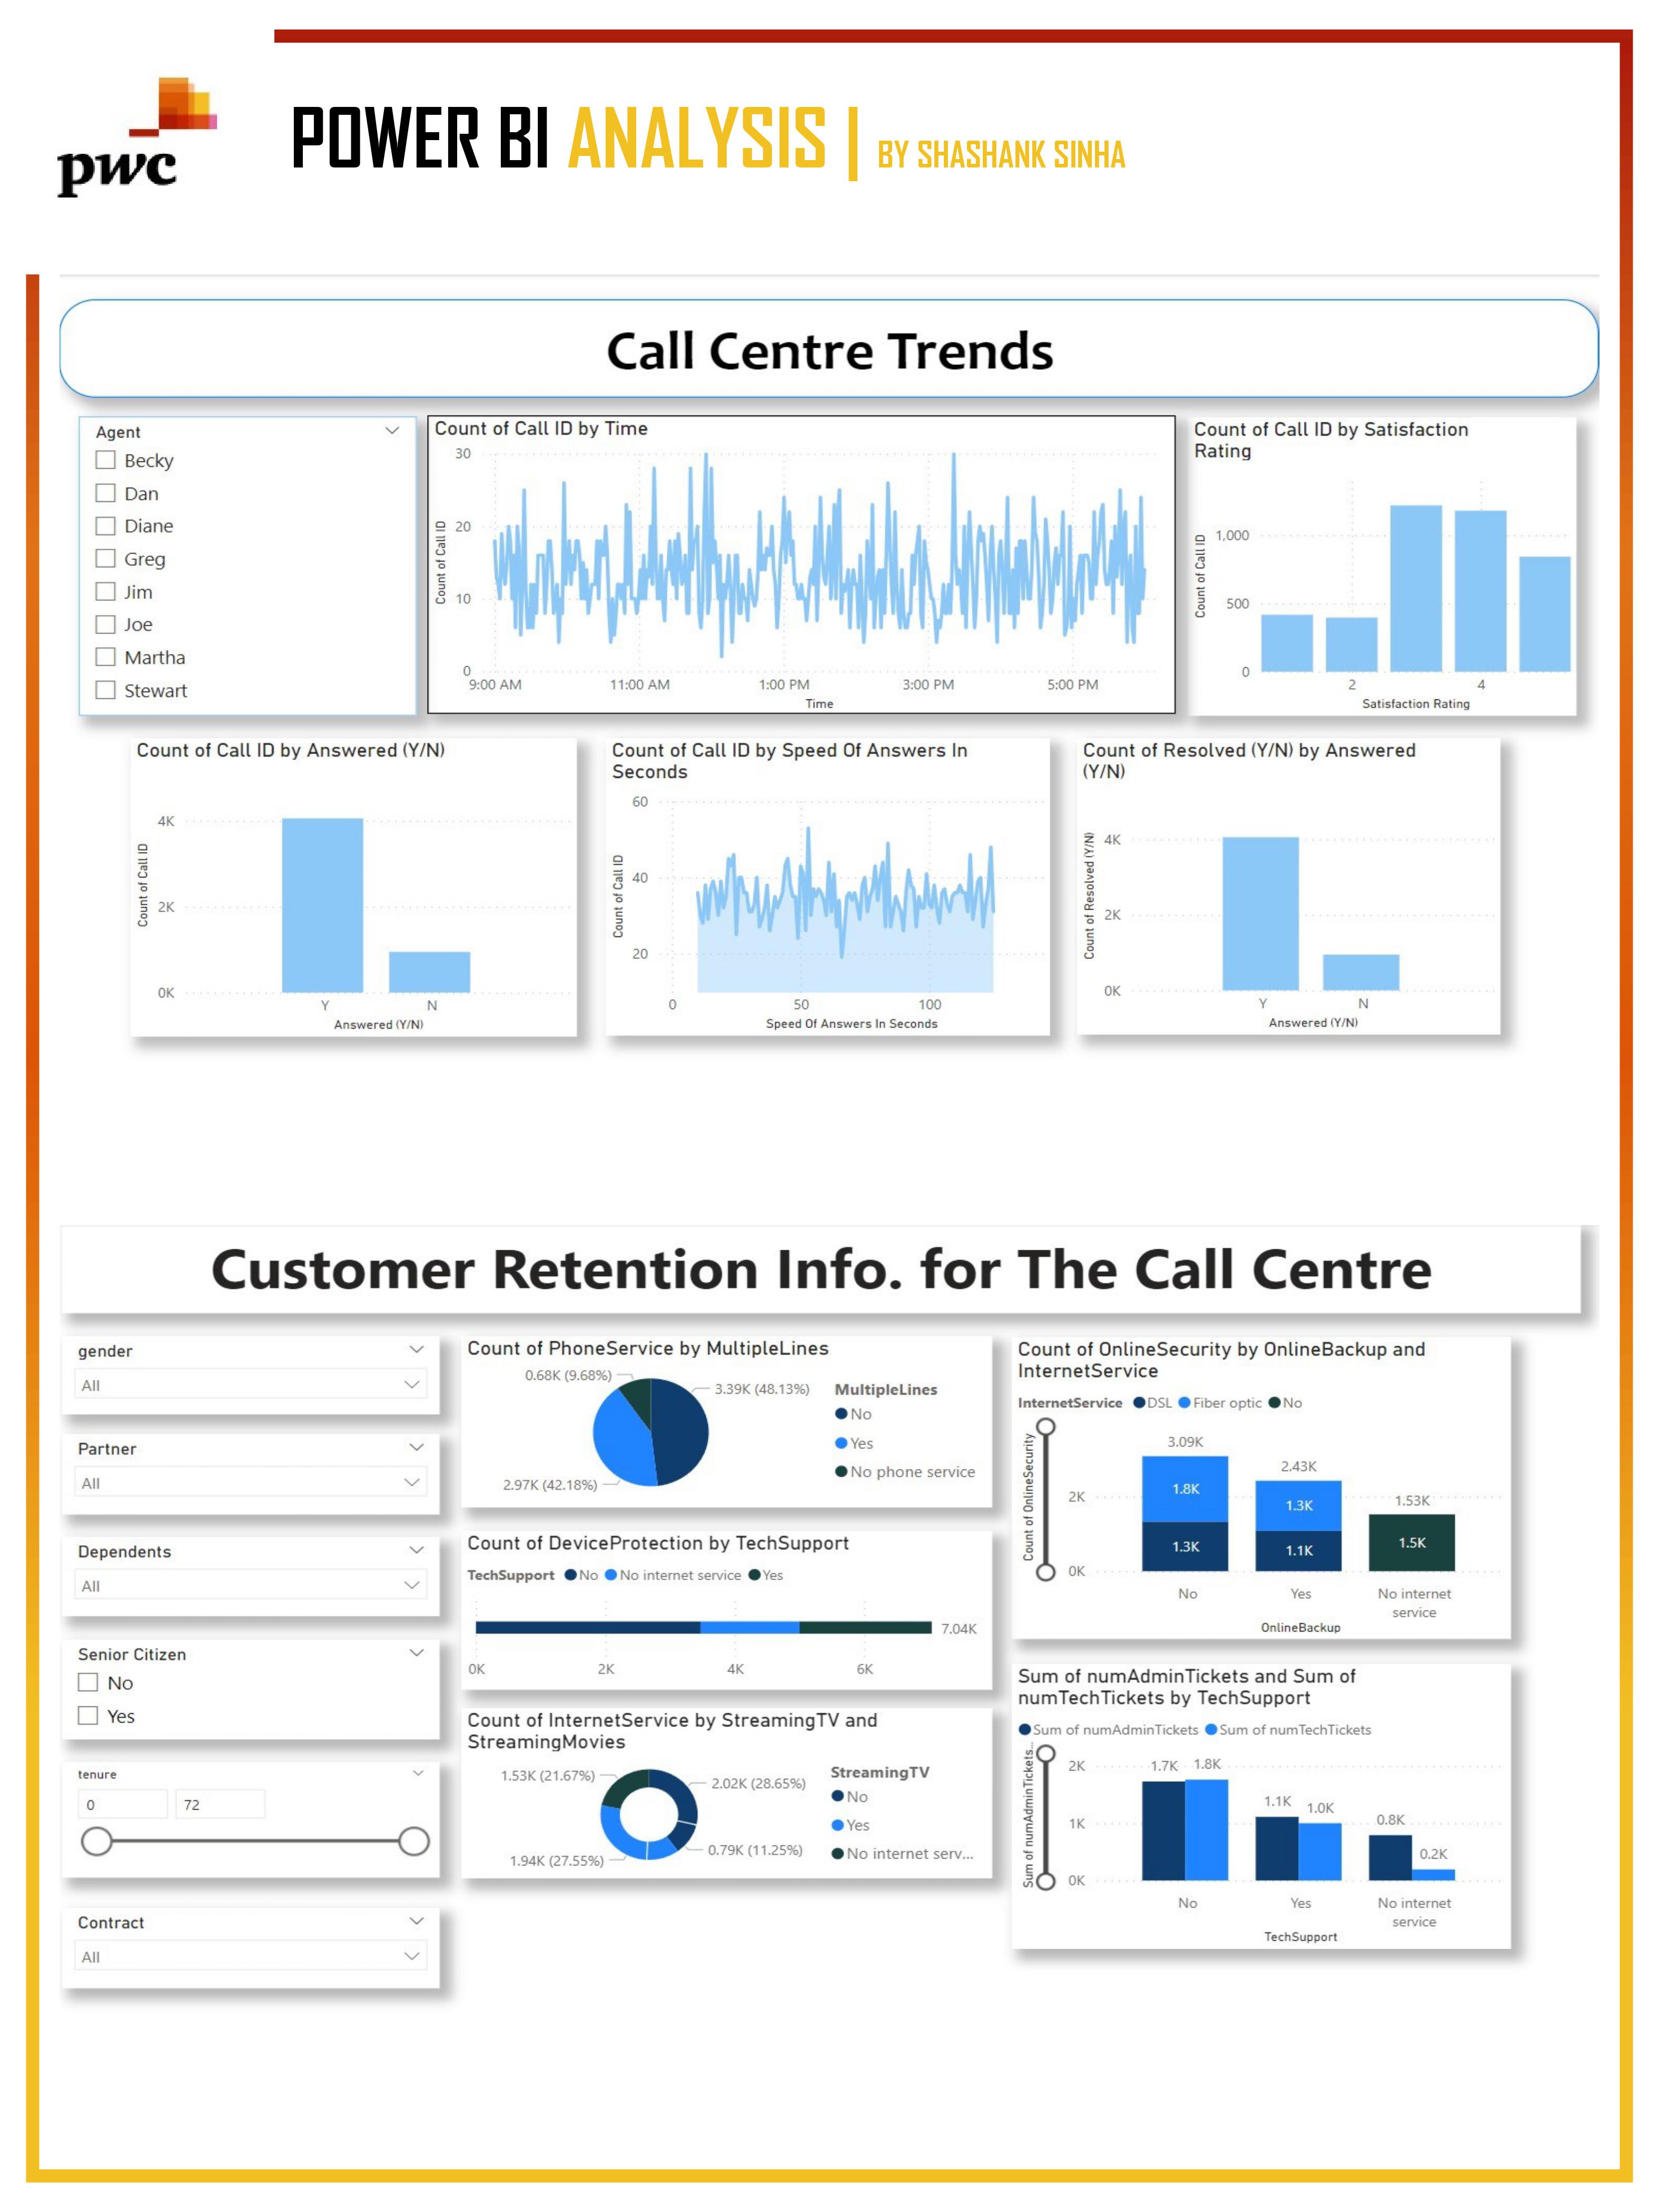 pwc
POWER BI ANALYSIS | BY SHASHANK SINHA
Call Centre Trends
Agent
Becky
Dan
Diane
Greg
Jim
Joe
Martha
Stewart
Count of Call ID by Time
Count of Call ID
30
20
10
0
9:00 AM 11:00 AM 1:00 PM 3:00 PM 5:00 PM
Time
Count of Call ID by Satisfaction
Rating
Count of Call ID
1,000
500
0
2 4
Satisfaction Rating
Count of Call ID by Answered (Y/N)
Count of Call ID
4K
2K
0K
Y N
Answered (Y/N)
Count of Call ID by Speed Of Answers In
Seconds
Count of Call ID
60
40
20
0 50 100
Speed Of Answers In Seconds
Count of Resolved (Y/N) by Answered
(Y/N)
Count of Resolved (Y/N)
4K
2K
0K
Y N
Answered (Y/N)
Customer Retention Info. for The Call Centre
gender
All
Partner
All
Dependents
All
Senior Citizen
No
Yes
tenure
0 72
Contract
All
Count of PhoneService by MultipleLines
0.68K (9.68%)
3.39K (48.13%)
2.97K (42.18%)
MultipleLines
No
Yes
No phone service
Count of DeviceProtection by TechSupport
TechSupport No No internet service Yes
7.04K
0K 2K 4K 6K
Count of InternetService by StreamingTV and
StreamingMovies
1.53K (21.67%)
2.02K (28.65%)
0.79K (11.25%)
1.94K (27.55%)
StreamingTV
No
Yes
No internet serv...
Count of OnlineSecurity by OnlineBackup and
InternetService
InternetService DSL Fiber optic No
Count of OnlineSecurity
2K
0K
3.09K
1.8K
1.3K
2.43K
1.3K
1.1K
1.53K
1.5K
No Yes No internet
service
OnlineBackup
Sum of numAdminTickets and Sum of
numTechTickets by TechSupport
Sum of numAdminTickets Sum of numTechTickets
Sum of numAdminTickets...
2K
1K
0K
1.7K 1.8K
1.1K 1.0K
0.8K 0.2K
No Yes No internet
service
TechSupport